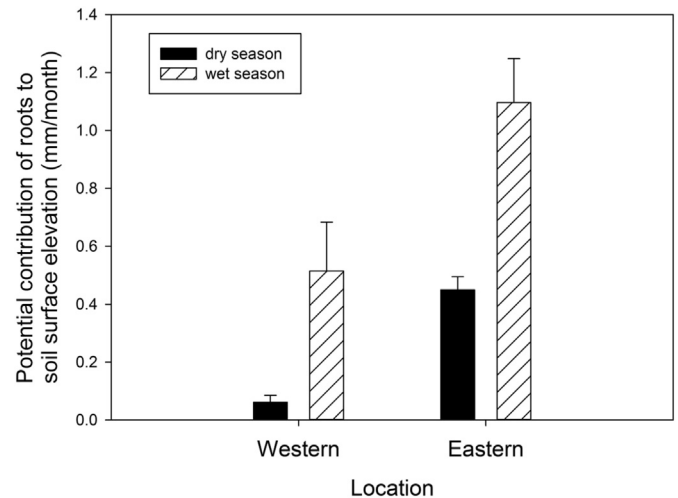 Potential contribution of roots to
soil surface elevation (mm/month)
1.4
1.2
1.0
0.8
0.6
0.4
0.2
0.0
dry season
wet season
Western
Eastern
Location